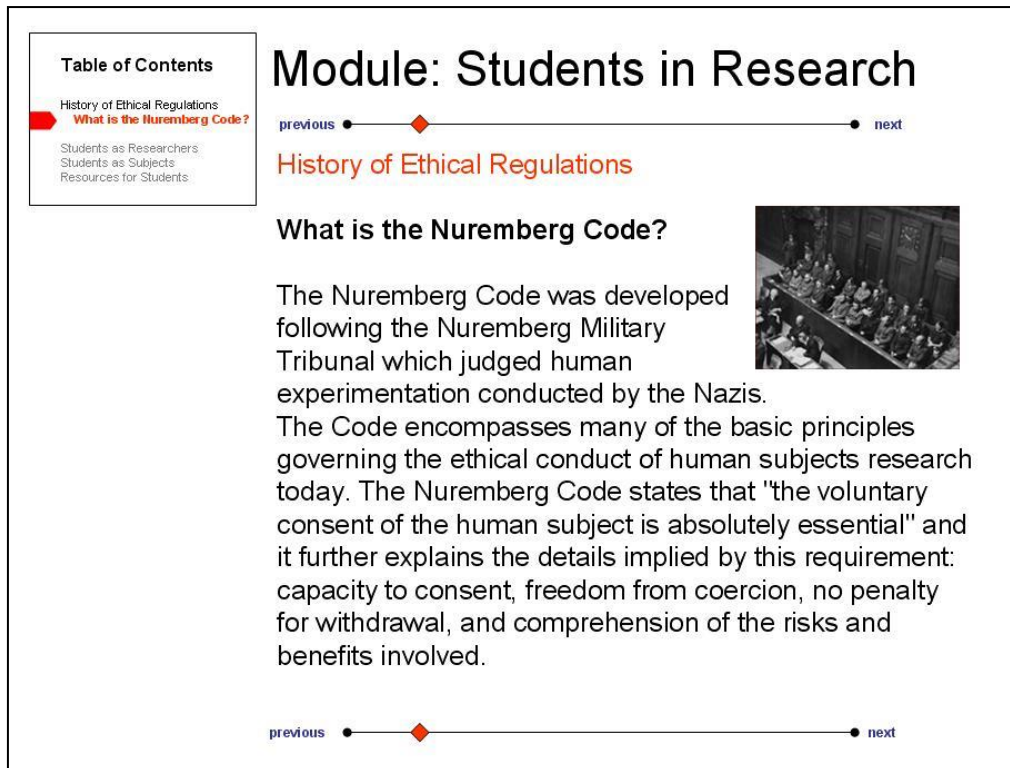 Table of Contents
History of Ethical Regulations
What is the Nuremberg Code?
Students as Researchers
Students as Subjects
Resources for Students
Module: Students in Research
previous
next
History of Ethical Regulations
What is the Nuremberg Code?
The Nuremberg Code was developed
following the Nuremberg Military
Tribunal which judged human
experimentation conducted by the Nazis.
The Code encompasses many of the basic principles
governing the ethical conduct of human subjects research
today. The Nuremberg Code states that "the voluntary
consent of the human subject is absolutely essential" and
it further explains the details implied by this requirement:
capacity to consent, freedom from coercion, no penalty
for withdrawal, and comprehension of the risks and
benefits involved.
previous
next